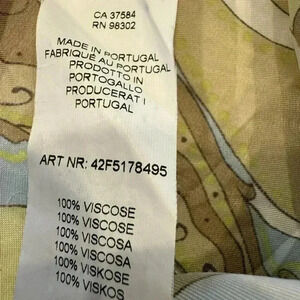 CA 37584
RN 98302
MADE IN PORTUGAL
FABRIQUÉ AU PORTUGAL
PRODOTTO IN
PORTOGALLO
PRODUCERAT I
PORTUGAL
ART NR: 42F5178495
100% VISCOSE
100% VISCOSE
100% VISCOSA
100% VISCOSA
100% VISKOSE
100% VISKOS